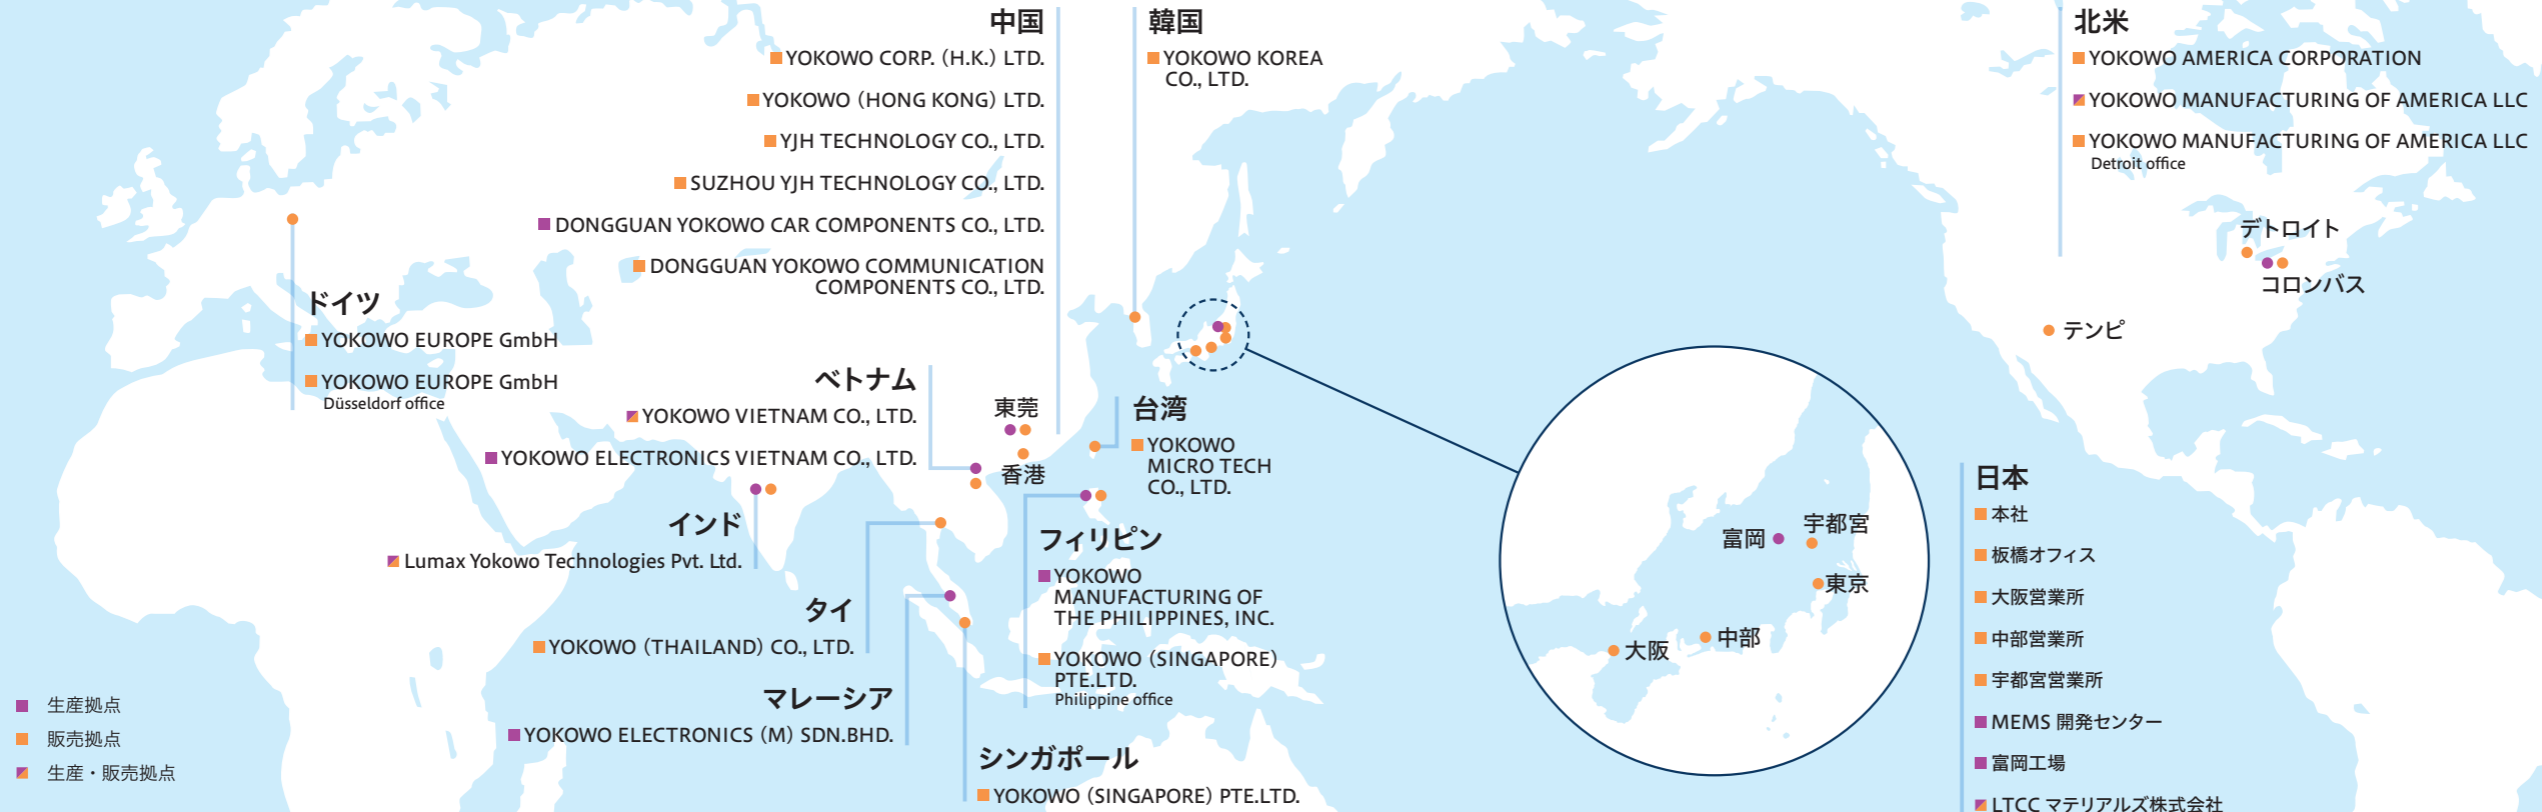 中国
YOKOWO CORP. (H.K.) LTD.
YOKOWO (HONG KONG) LTD.
YJH TECHNOLOGY CO., LTD.
SUZHOU YJH TECHNOLOGY CO., LTD.
DONGGUAN YOKOWO CAR COMPONENTS CO., LTD.
DONGGUAN YOKOWO COMMUNICATION
COMPONENTS CO., LTD.
韓国
YOKOWO KOREA
CO., LTD.
北米
YOKOWO AMERICA CORPORATION
YOKOWO MANUFACTURING OF AMERICA LLC
YOKOWO MANUFACTURING OF AMERICA LLC
Detroit office
デトロイト
コロンバス
テンピ
ドイツ
YOKOWO EUROPE GmbH
YOKOWO EUROPE GmbH
Düsseldorf office
ベトナム
YOKOWO VIETNAM CO., LTD.
YOKOWO ELECTRONICS VIETNAM CO., LTD.
東莞
香港
台湾
YOKOWO
MICRO TECH
CO., LTD.
インド
Lumax Yokowo Technologies Pvt. Ltd.
タイ
YOKOWO (THAILAND) CO., LTD.
マレーシア
YOKOWO ELECTRONICS (M) SDN.BHD.
フィリピン
YOKOWO
MANUFACTURING OF
THE PHILIPPINES, INC.
YOKOWO (SINGAPORE)
PTE.LTD.
Philippine office
シンガポール
YOKOWO (SINGAPORE) PTE.LTD.
富岡
宇都宮
東京
中部
大阪
日本
本社
板橋オフィス
大阪営業所
中部営業所
宇都宮営業所
MEMS 開発センター
富岡工場
LTCC マテリアルズ株式会社
生産拠点
販売拠点
生産・販売拠点